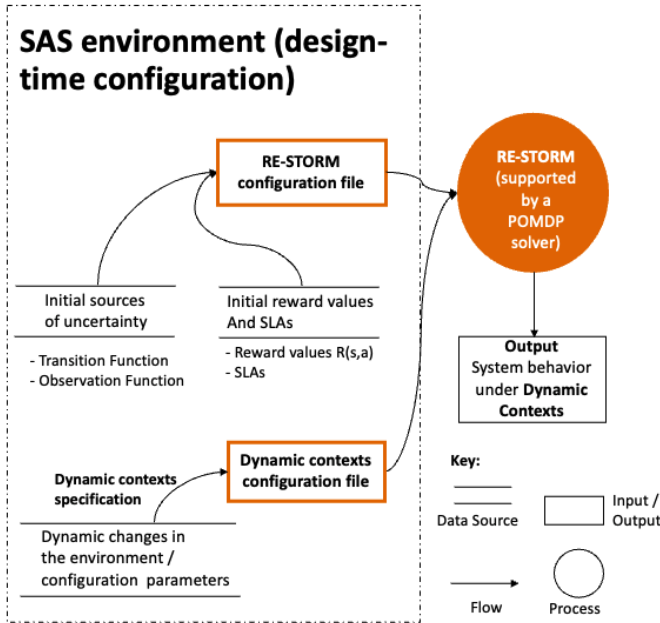 SAS environment (design-
time configuration)
RE-STORM
configuration file
RE-STORM
(supported
by a
POMDP
solver)
Initial sources
of uncertainty
- Transition Function
- Observation Function
Initial reward values
And SLAs
- Reward values R(s,a)
- SLAs
Output
System behavior
under Dynamic
Contexts
Dynamic contexts
specification
Dynamic contexts
configuration file
Dynamic changes in
the environment /
configuration parameters
Key:
Data Source
Input /
Output
Flow
Process